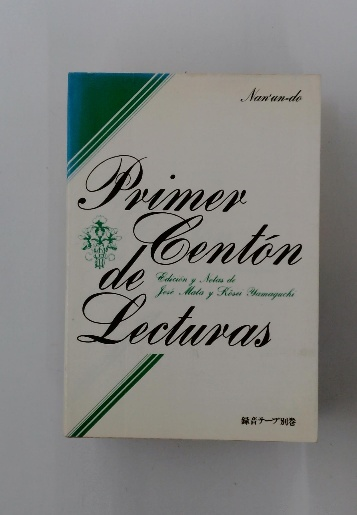 Nan'un-do
Primer
Centón
de
Edición y Notas de
José Mata y Kōsei Yamaguchi
Lecturas
録音テープ別巻